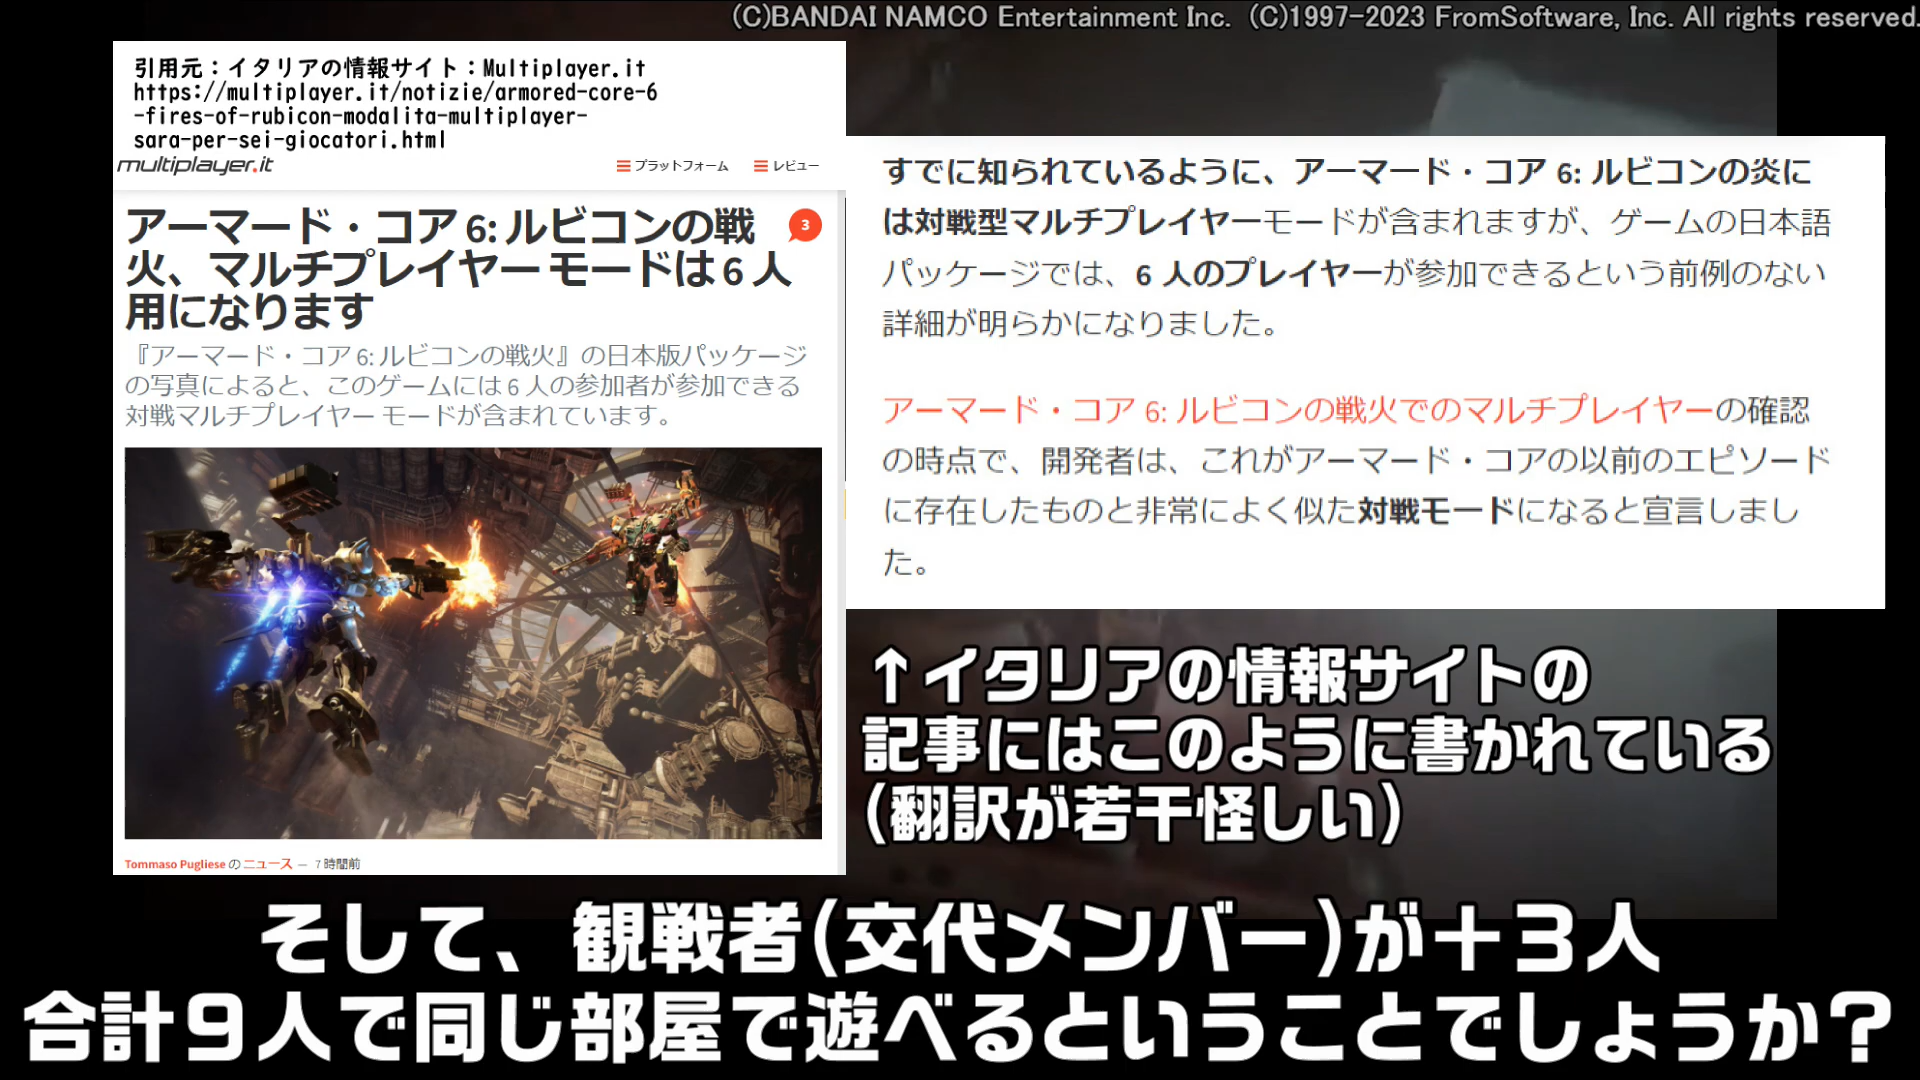 (C)BANDAI NAMCO Entertainment Inc. (C)1997-2023 FromSoftware, Inc. All rights reserved.
引用元：イタリアの情報サイト：Multiplayer.it
https://multiplayer.it/notizie/armored-core-6
-fires-of-rubicon-modalita-multiplayer-
sara-per-sei-giocatori.html
multiplayer.it
プラットフォーム
レビュー
アーマード・コア 6: ルビコンの戦
火、マルチプレイヤー モードは 6 人
用になります
3
『アーマード・コア 6: ルビコンの戦火』の日本版パッケージ
の写真によると、このゲームには 6 人の参加者が参加できる
対戦マルチプレイヤー モードが含まれています。
Tommaso Pugliese の ニュース — 7 時間前
すでに知られているように、アーマード・コア 6: ルビコンの炎に
は対戦型マルチプレイヤーモードが含まれますが、ゲームの日本語
パッケージでは、6 人のプレイヤーが参加できるという前例のない
詳細が明らかになりました。
アーマード・コア 6: ルビコンの戦火でのマルチプレイヤーの確認
の時点で、開発者は、これがアーマード・コアの以前のエピソード
に存在したものと非常によく似た対戦モードになると宣言しまし
た。
↑イタリアの情報サイトの
記事にはこのように書かれている
(翻訳が若干怪しい)
そして、観戦者(交代メンバー)が＋3人
合計9人で同じ部屋で遊べるということでしょうか？